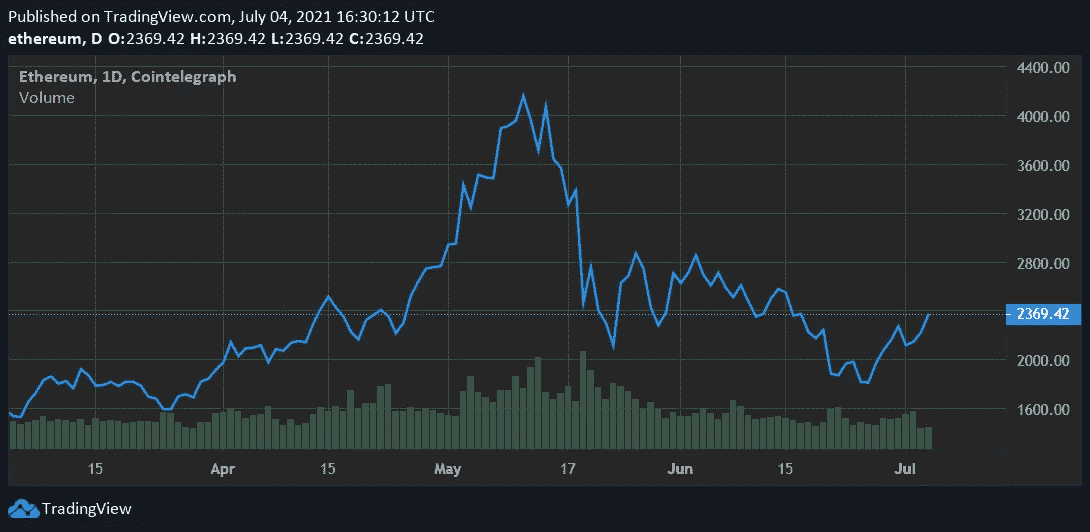 Published on TradingView.com, July 04, 2021 16:30:12 UTC
ethereum, D O:2369.42 H:2369.42 L:2369.42 C:2369.42
Ethereum, 1D, Cointelegraph
Volume
4400.00
4000.00
3600.00
3200.00
2800.00
2369.42
2000.00
1600.00
15 Apr 15 May 17 Jun 15 Jul
TradingView